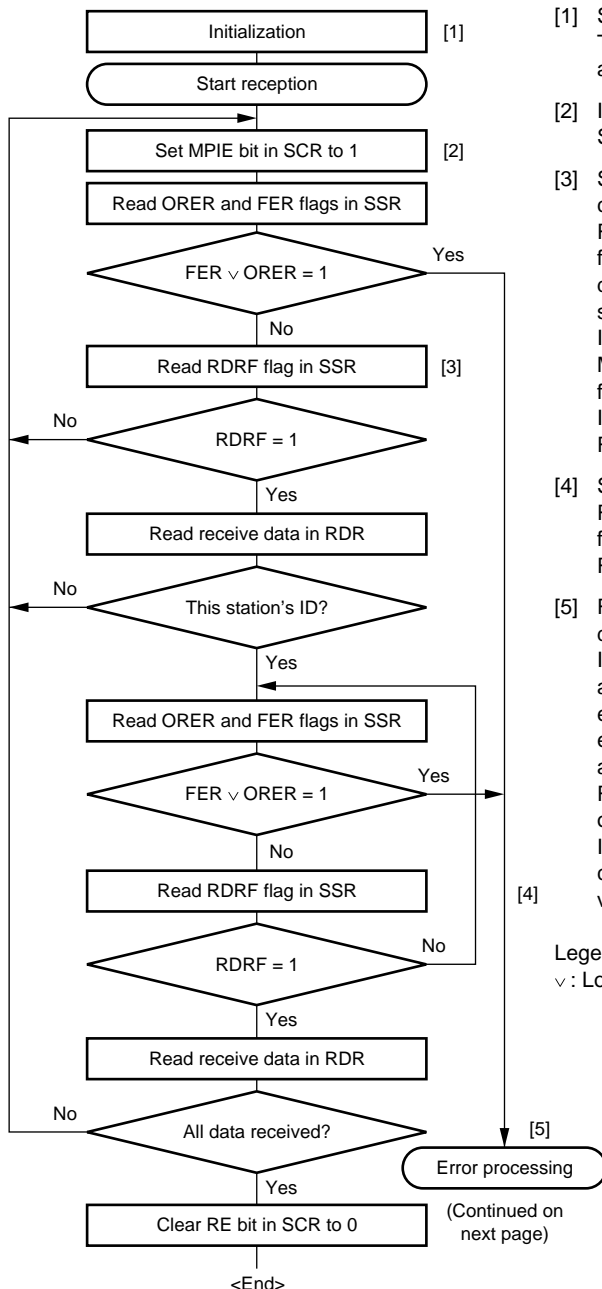 Initialization [1]
Start reception
Set MPIE bit in SCR to 1 [2]
Read ORER and FER flags in SSR
FER ∨ ORER = 1
Yes
No
Read RDRF flag in SSR [3]
No
RDRF = 1
Yes
Read receive data in RDR
No
This station's ID?
Yes
Read ORER and FER flags in SSR
FER ∨ ORER = 1
Yes
No
Read RDRF flag in SSR
[4]
RDRF = 1
No
Yes
Read receive data in RDR
No
All data received?
[5]
Error processing
Yes
(Continued on
next page)
Clear RE bit in SCR to 0
<End>
[1]
[2]
[3]
[4]
[5]
∨ :